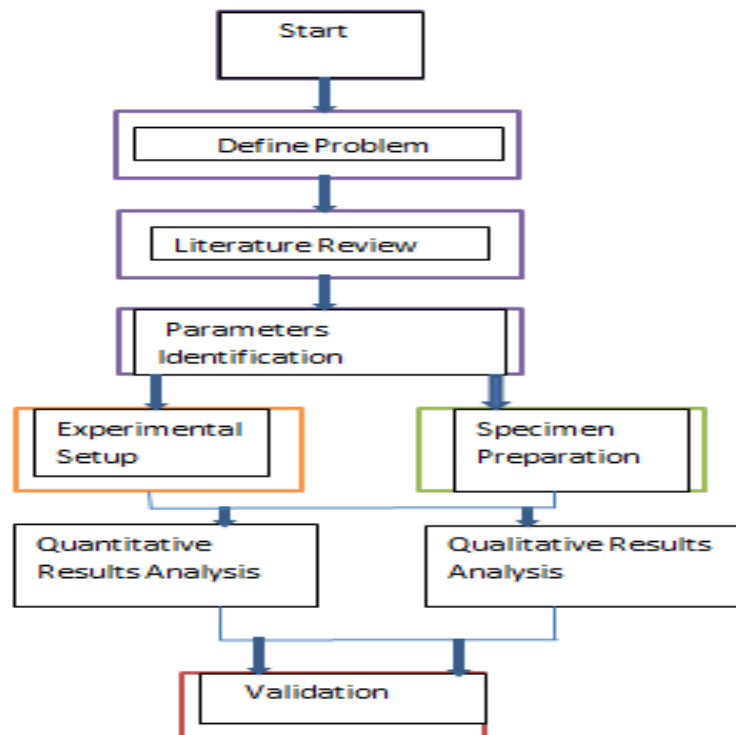 Start
Define Problem
Literature Review
Parameters
Identification
Experimental
Setup
Specimen
Preparation
Quantitative
Results Analysis
Qualitative Results
Analysis
Validation